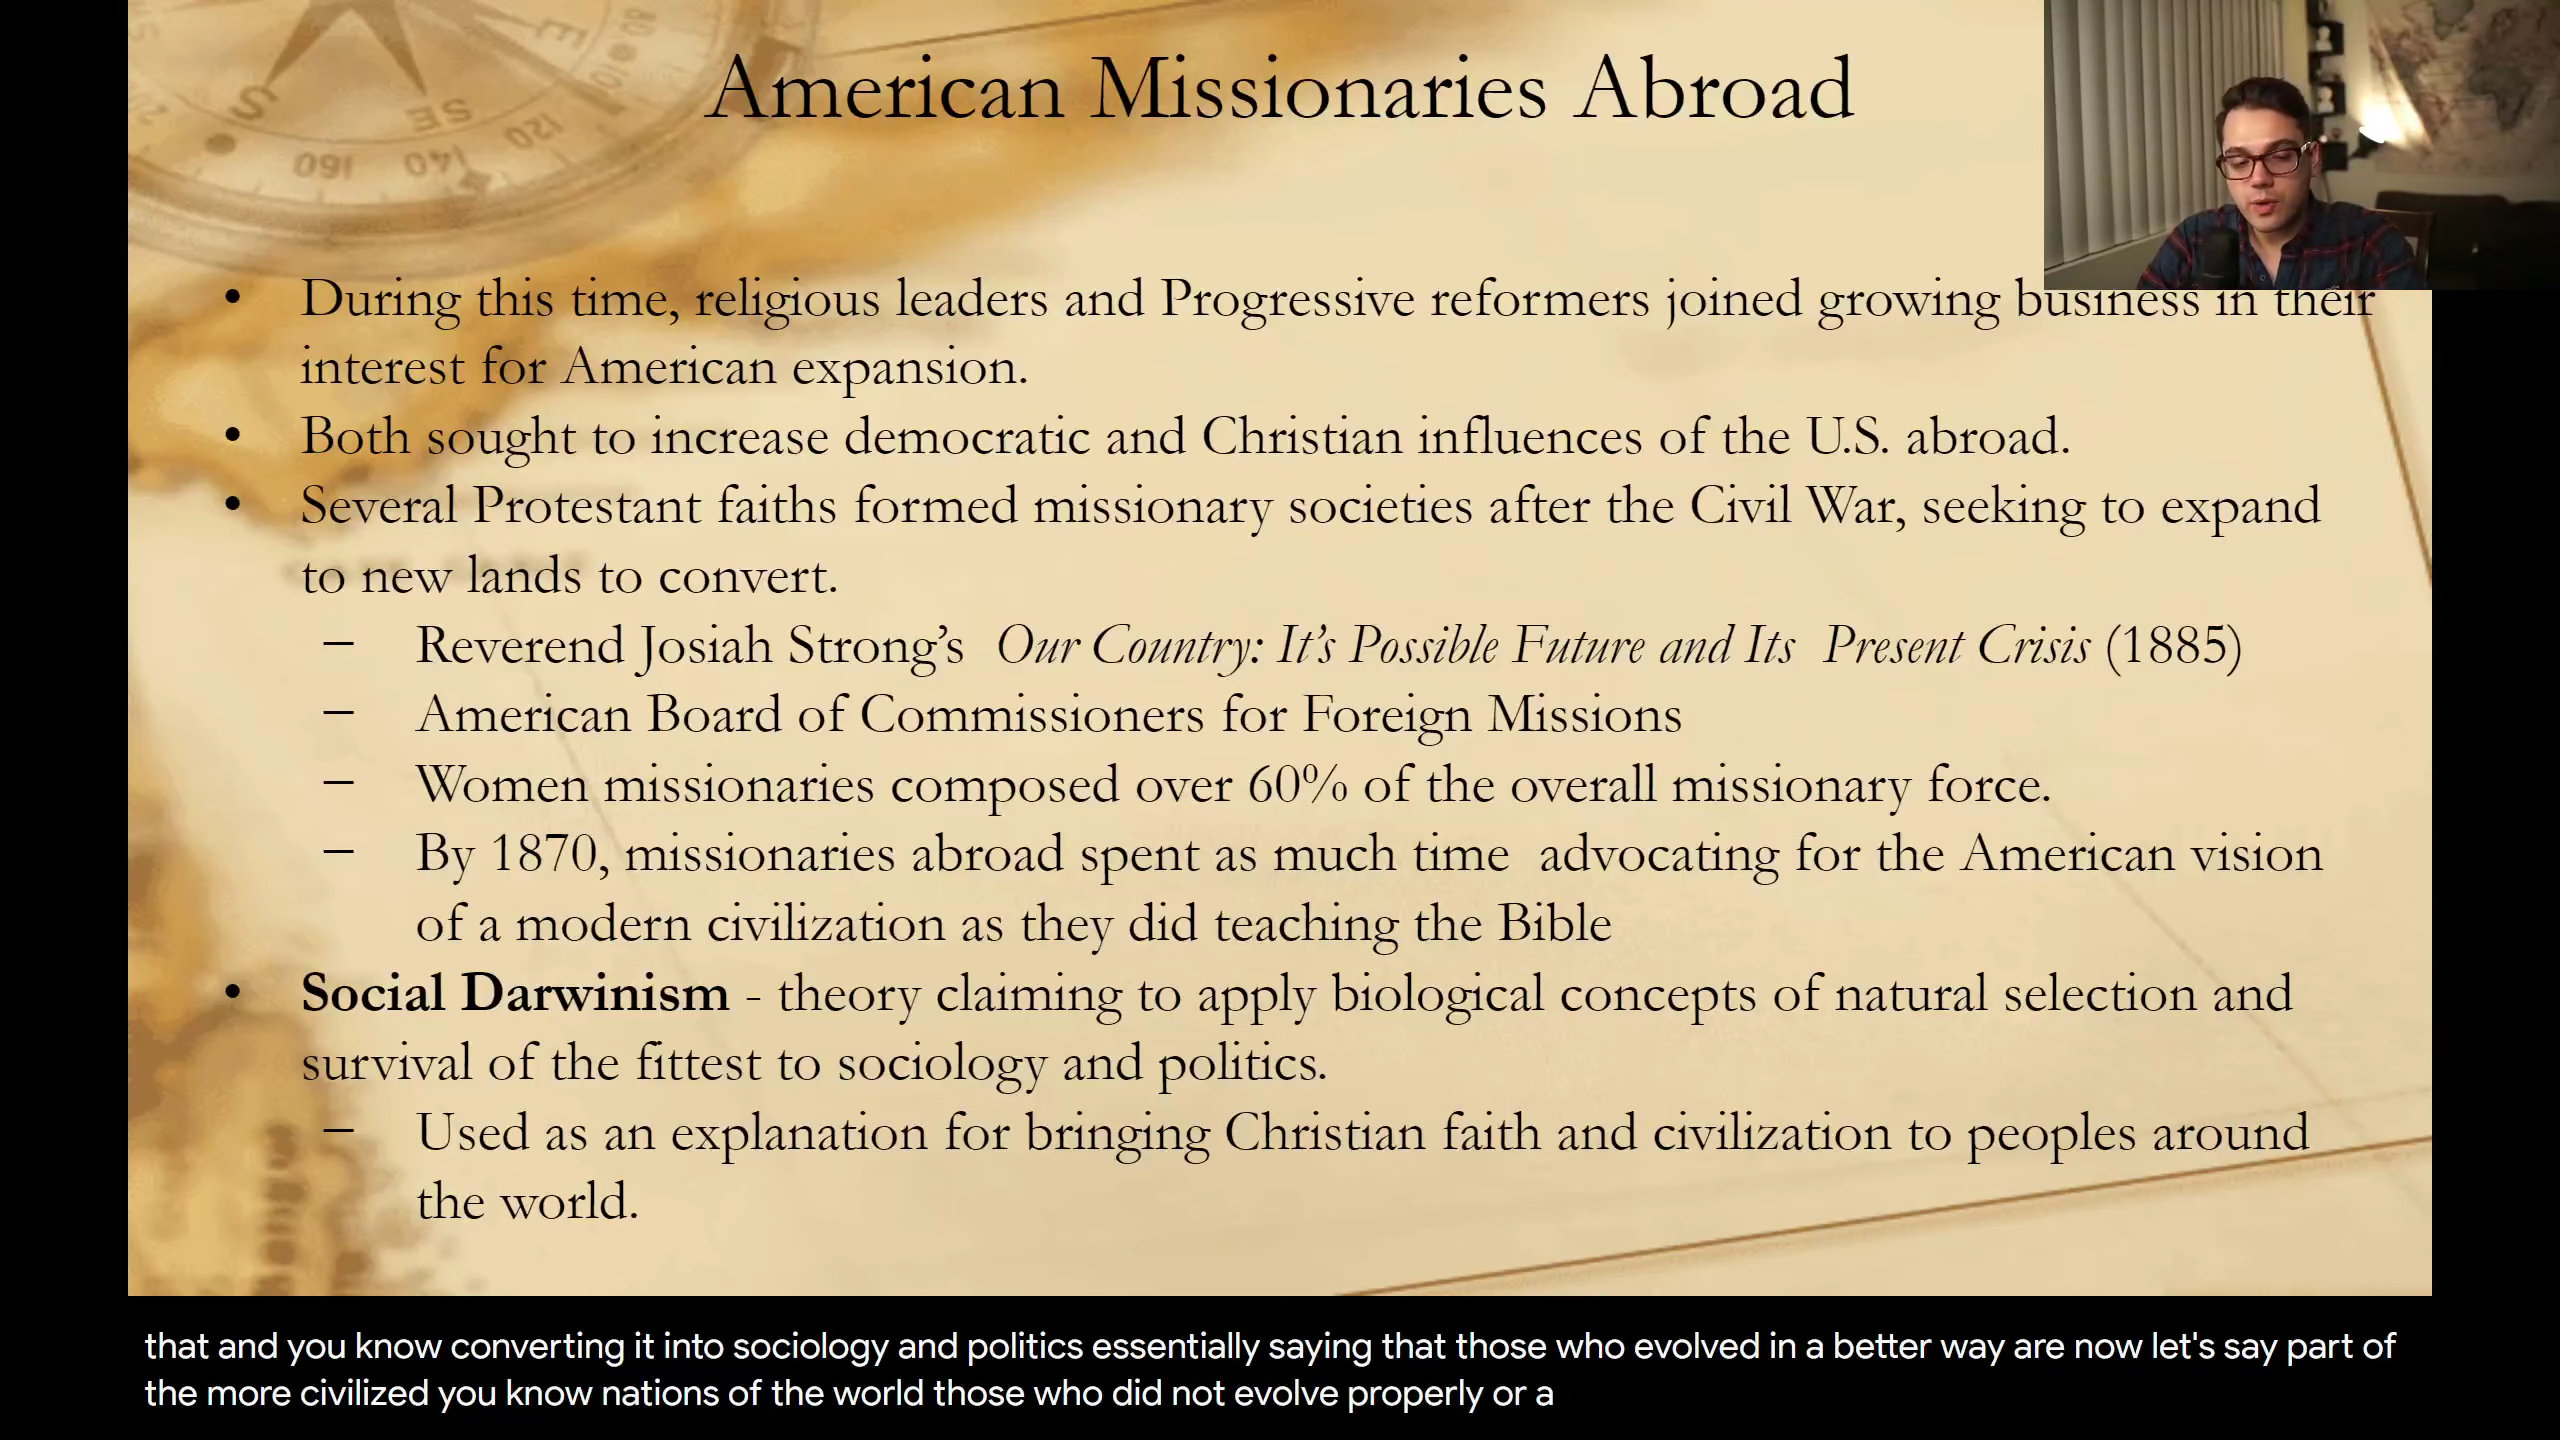 American Missionaries Abroad
S
SE
E
160
140
120
• During this time, religious leaders and Progressive reformers joined growing business in their
interest for American expansion.
• Both sought to increase democratic and Christian influences of the U.S. abroad.
• Several Protestant faiths formed missionary societies after the Civil War, seeking to expand
to new lands to convert.
– Reverend Josiah Strong’s Our Country: It’s Possible Future and Its Present Crisis (1885)
– American Board of Commissioners for Foreign Missions
– Women missionaries composed over 60% of the overall missionary force.
– By 1870, missionaries abroad spent as much time advocating for the American vision
of a modern civilization as they did teaching the Bible
• Social Darwinism - theory claiming to apply biological concepts of natural selection and
survival of the fittest to sociology and politics.
– Used as an explanation for bringing Christian faith and civilization to peoples around
the world.
that and you know converting it into sociology and politics essentially saying that those who evolved in a better way are now let's say part of
the more civilized you know nations of the world those who did not evolve properly or a